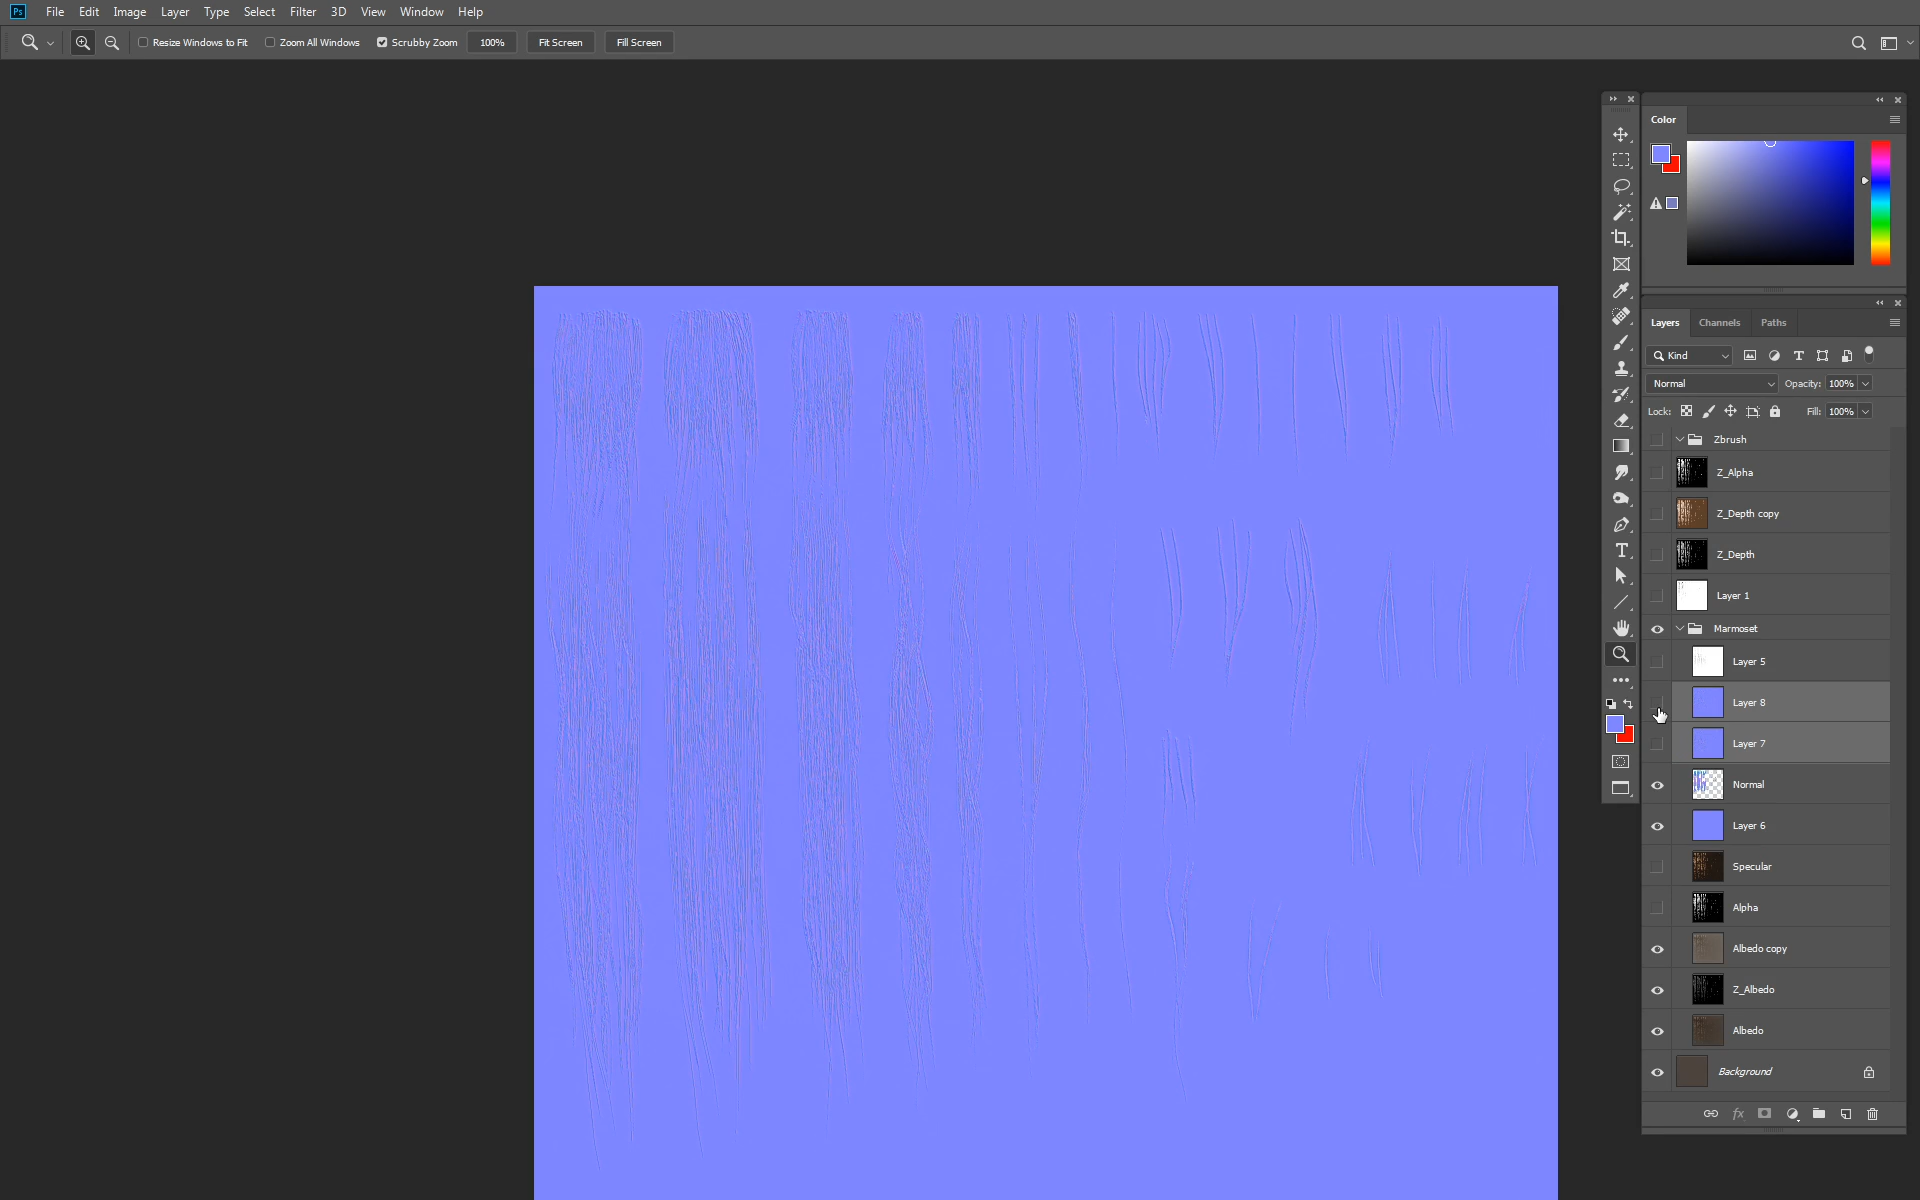 Ps File Edit Image Layer Type Select Filter 3D View Window Help
Resize Windows to Fit Zoom All Windows Scrubby Zoom 100% Fit Screen Fill Screen
Color
Layers Channels Paths
Kind
Normal Opacity: 100%
Lock: Fill: 100%
Zbrush
Z_Alpha
Z_Depth copy
Z_Depth
Layer 1
Marmoset
Layer 5
Layer 8
Layer 7
Normal
Layer 6
Specular
Alpha
Albedo copy
Z_Albedo
Albedo
Background
fx